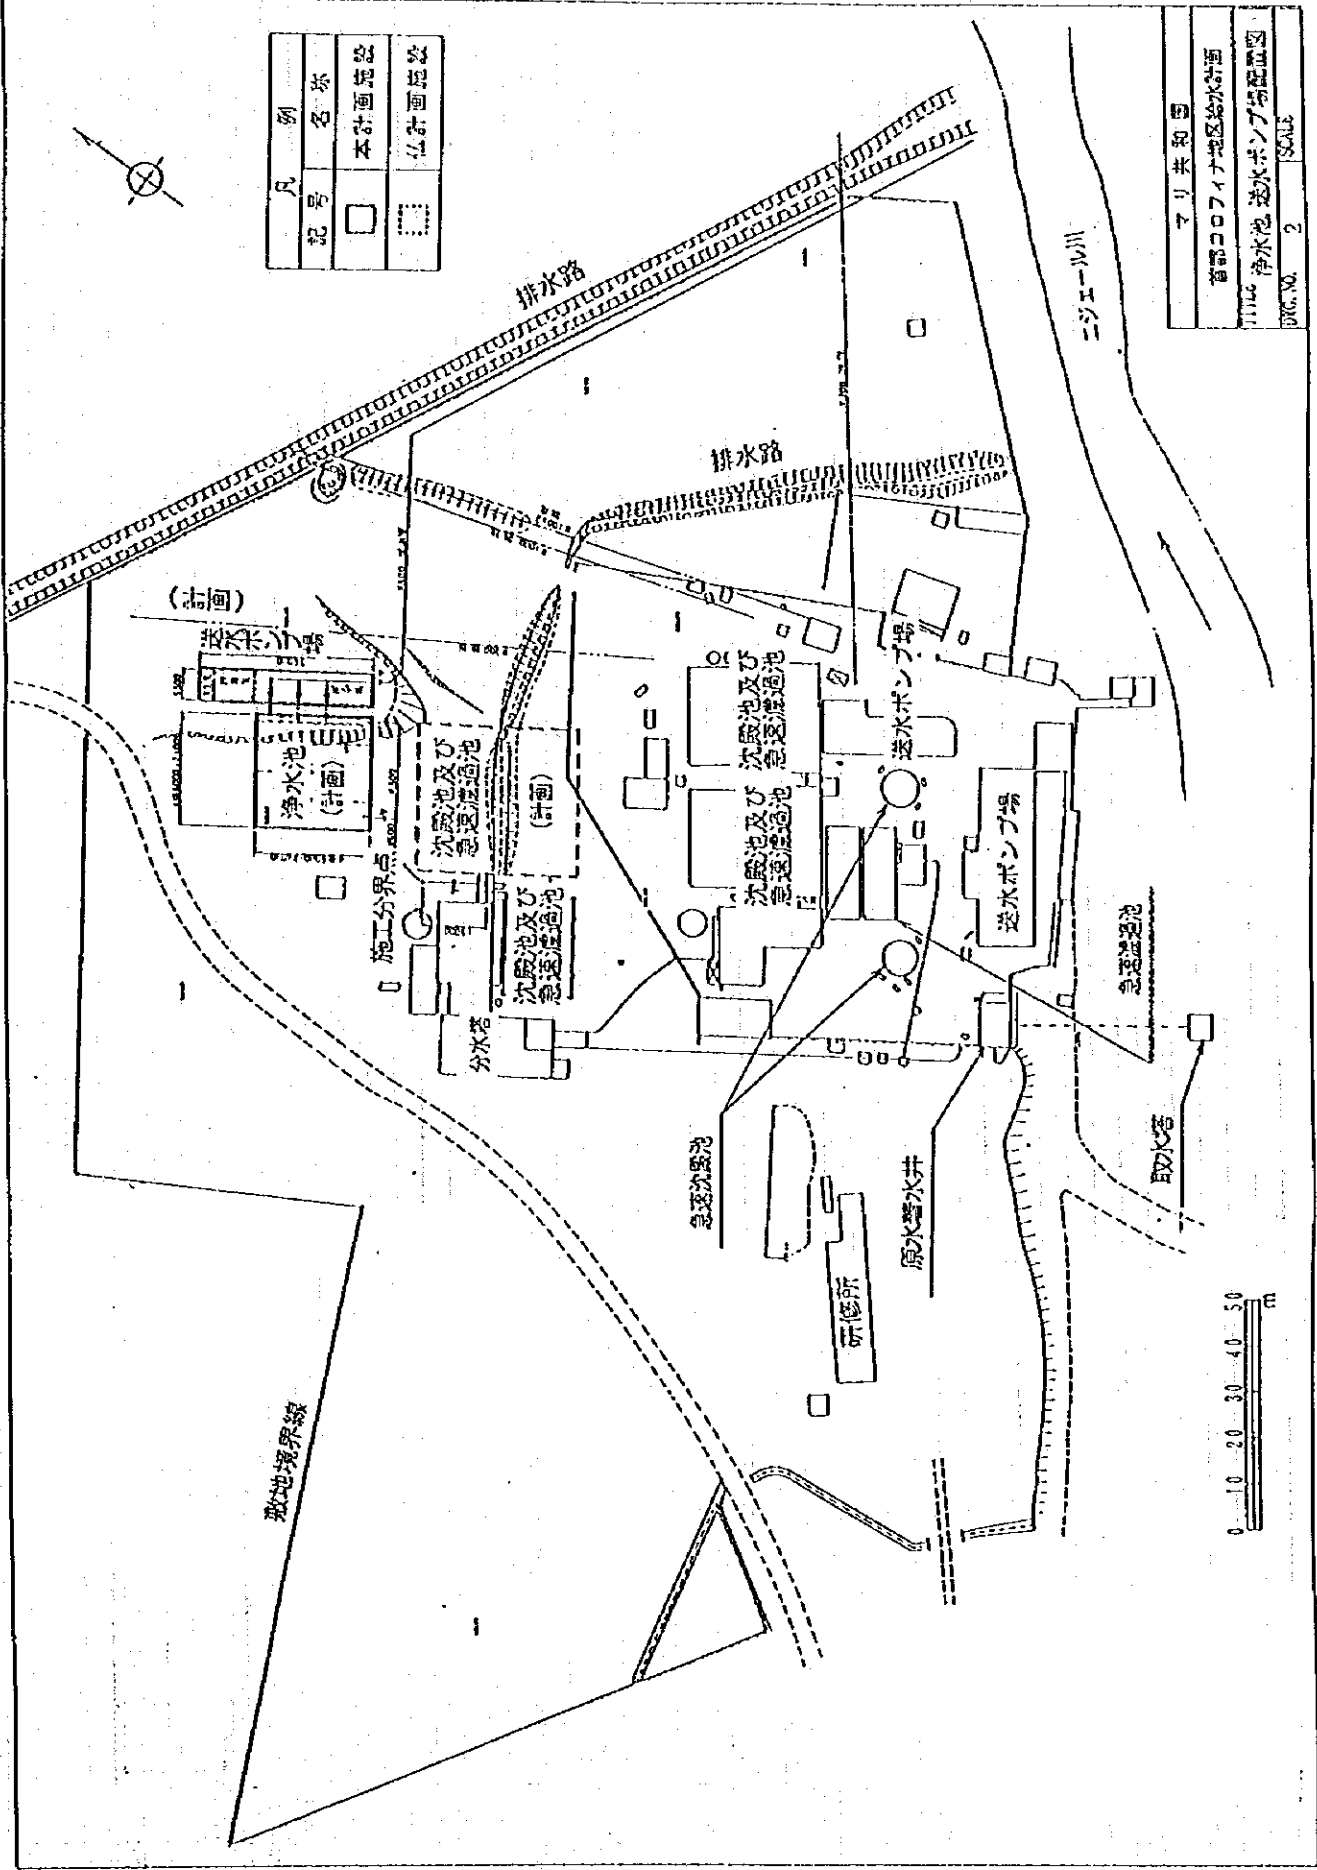 凡例
記号 名称
本計画施設
仏計画施設
排水路
排水路
(計画)
送水ポンプ場
浄水池
(計画)
施工分界点
沈殿池及び
急速濾過池
(計画)
沈殿池及び
急速濾過池
分水塔
沈殿池及び
急速濾過池
沈殿池及び
急速濾過池
送水ポンプ場
送水ポンプ場
急速濾過池
急速沈殿池
原水着水井
取水塔
研修所
敷地境界線
ニジェール川
0 10 20 30 40 50
m
マリ共和国
首都コロフィナ地区給水計画
TITLE 浄水池 送水ポンプ場配置図
DWG. NO. 2 SCALE